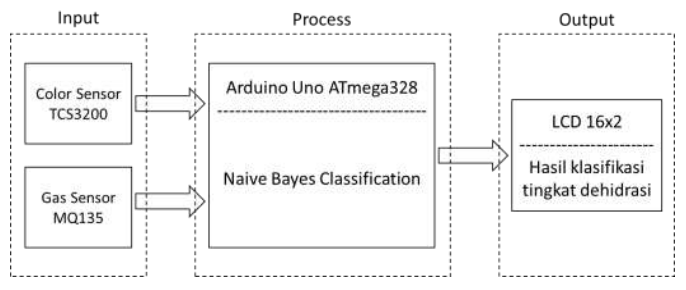 Input
Process
Output
Color Sensor
TCS3200
Gas Sensor
MQ135
Arduino Uno ATmega328
Naive Bayes Classification
LCD 16x2
Hasil klasifikasi
tingkat dehidrasi